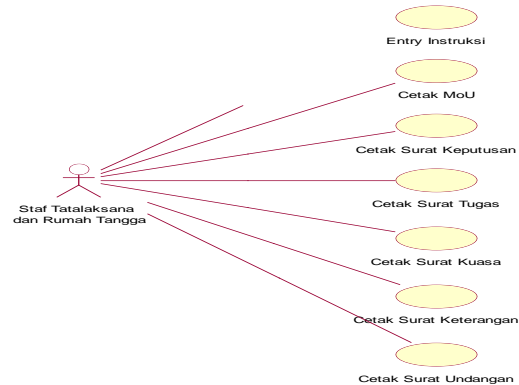 Entry Instruksi
Cetak MoU
Cetak Surat Keputusan
Cetak Surat Tugas
Staf Tatalaksana
dan Rumah Tangga
Cetak Surat Kuasa
Cetak Surat Keterangan
Cetak Surat Undangan